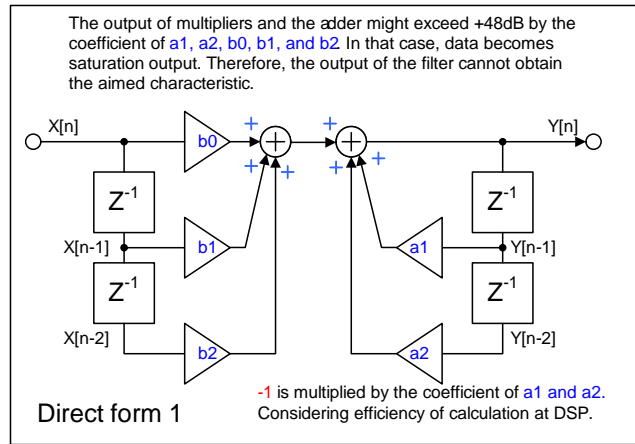 The output of multipliers and the adder might exceed +48dB by the
coefficient of a1, a2, b0, b1, and b2. In that case, data becomes
saturation output. Therefore, the output of the filter cannot obtain
the aimed characteristic.
X[n]
Y[n]
b0
+
+
+
+
+
+
+
+
Z-1
Z-1
X[n-1]
b1
a1
Y[n-1]
Z-1
Z-1
X[n-2]
b2
a2
Y[n-2]
-1 is multiplied by the coefficient of a1 and a2.
Considering efficiency of calculation at DSP.
Direct form 1